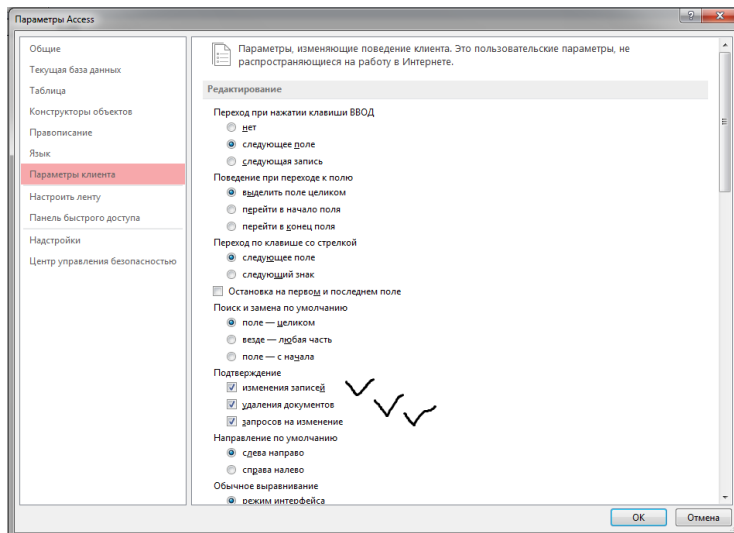 Параметры Access
Общие
Текущая база данных
Таблица
Конструкторы объектов
Правописание
Язык
Параметры клиента
Настроить ленту
Панель быстрого доступа
Надстройки
Центр управления безопасностью
Параметры, изменяющие поведение клиента. Это пользовательские параметры, не
распространяющиеся на работу в Интернете.
Редактирование
Переход при нажатии клавиши ВВОД
нет
следующее поле
следующая запись
Поведение при переходе к полю
выделить поле целиком
перейти в начало поля
перейти в конец поля
Переход по клавише со стрелкой
следующее поле
следующий знак
Остановка на первом и последнем поле
Поиск и замена по умолчанию
поле — целиком
везде — любая часть
поле — с начала
Подтверждение
изменения записей
удаления документов
запросов на изменение
Направление по умолчанию
слева направо
справа налево
Обычное выравнивание
режим интерфейса
ОК
Отмена